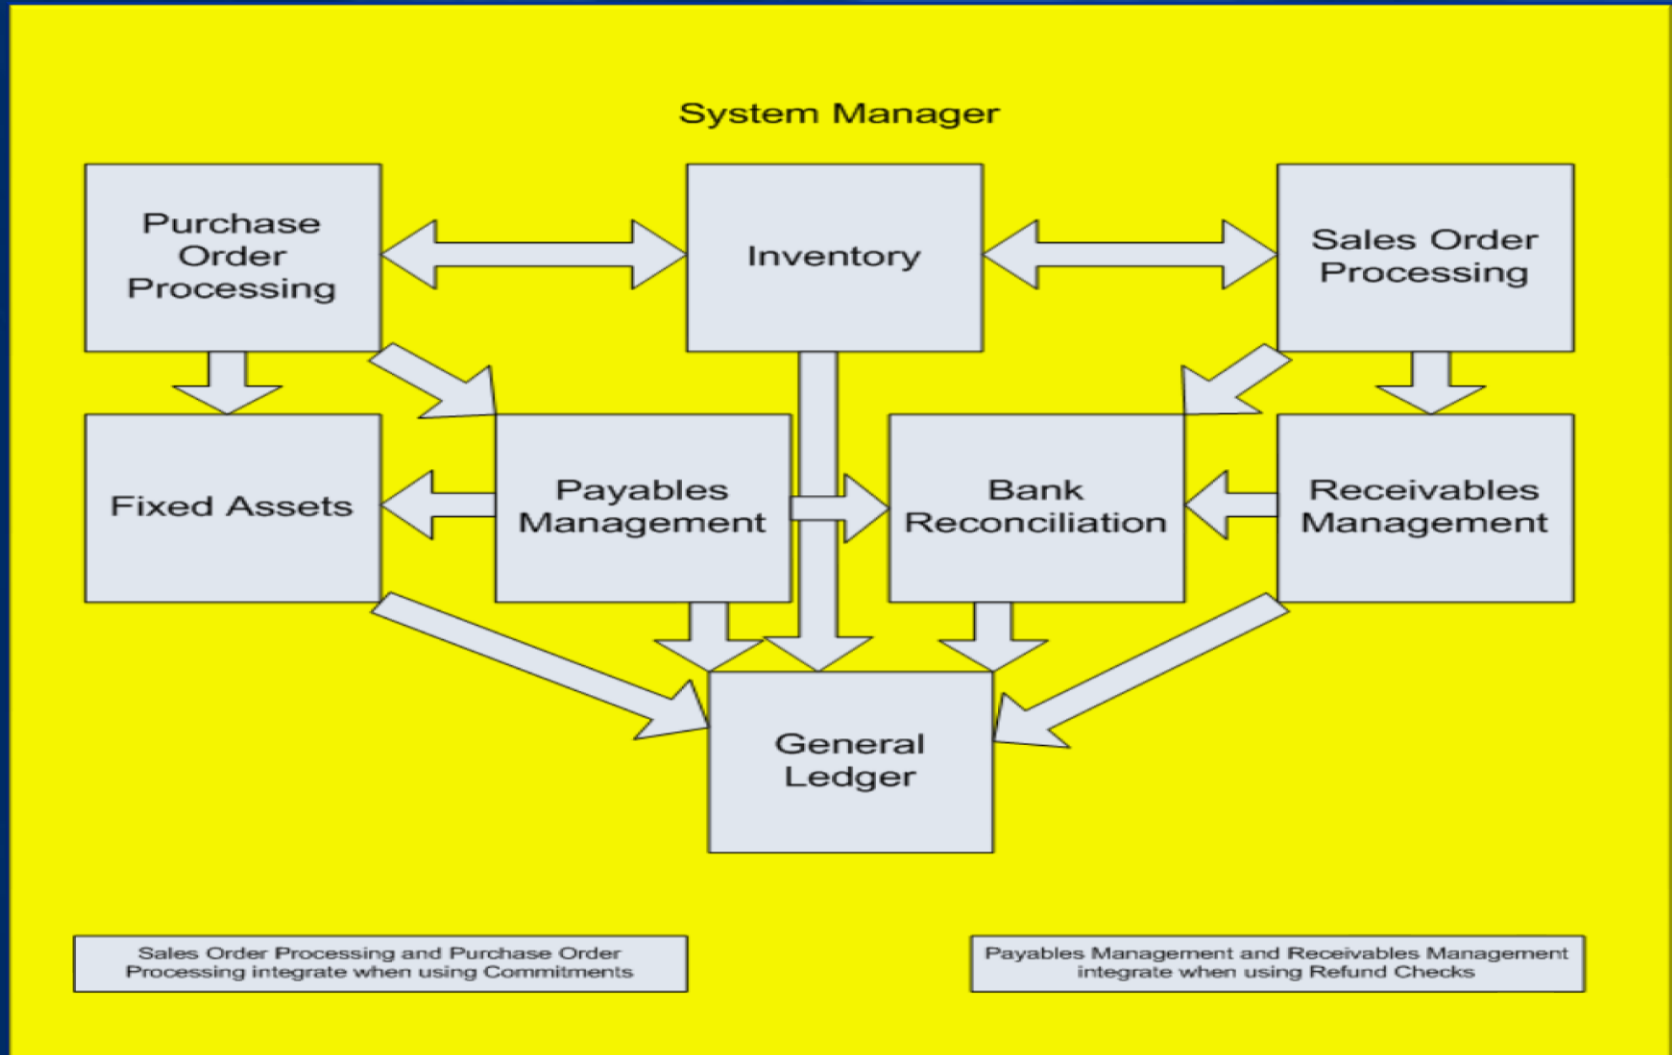 System Manager
Purchase
Order
Processing
Inventory
Sales Order
Processing
Fixed Assets
Payables
Management
Bank
Reconciliation
Receivables
Management
General
Ledger
Sales Order Processing and Purchase Order
Processing integrate when using Commitments
Payables Management and Receivables Management
integrate when using Refund Checks